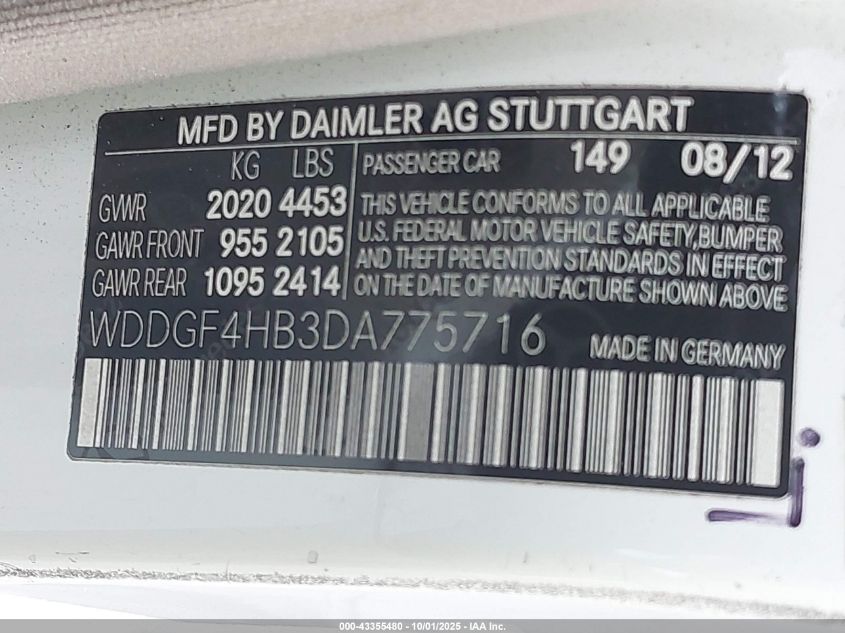 MFD BY DAIMLER AG STUTTGART
KG LBS
GVWR 2020 4453
GAWR FRONT 955 2105
GAWR REAR 1095 2414
PASSENGER CAR 149 08/12
THIS VEHICLE CONFORMS TO ALL APPLICABLE
U.S. FEDERAL MOTOR VEHICLE SAFETY,BUMPER
AND THEFT PREVENTION STANDARDS IN EFFECT
ON THE DATE OF MANUFACTURE SHOWN ABOVE
WDDGF4HB3DA775716
MADE IN GERMANY
000-43355480 - 10/01/2025 - IAA Inc.